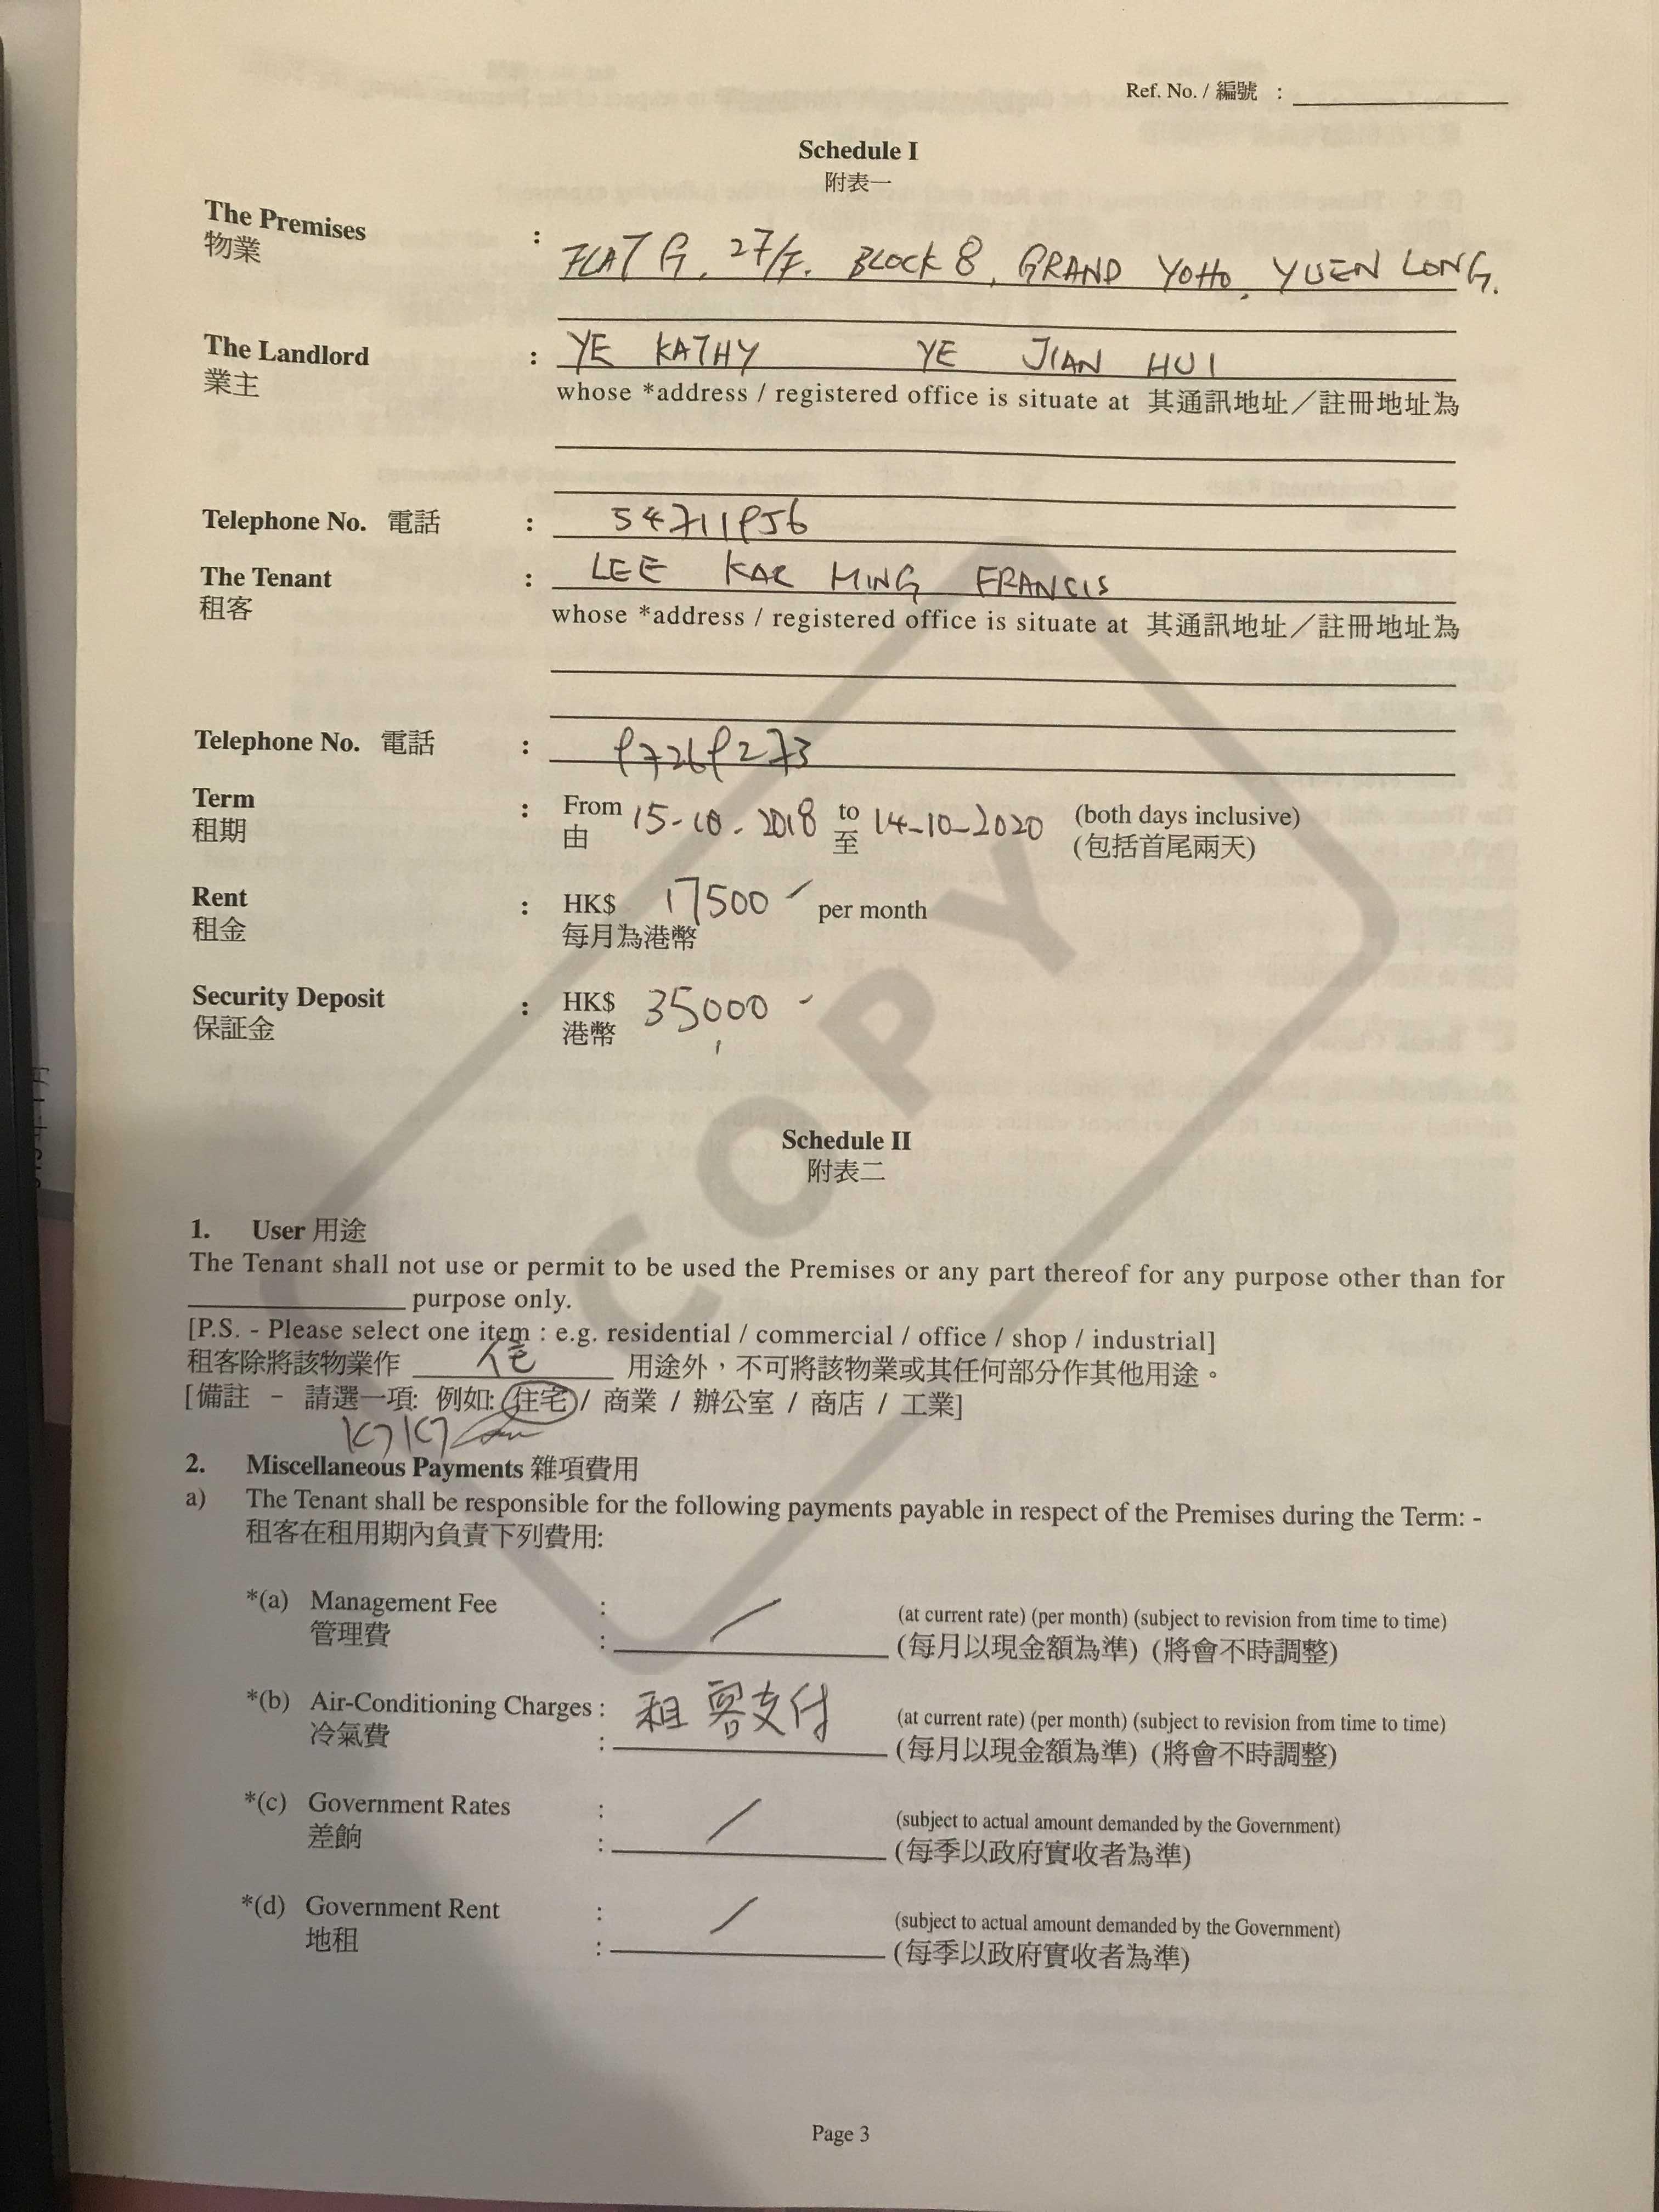 Ref. No. / 編號 :
Schedule I
附表一
The Premises :
物業
FLAT G, 27/F, BLOCK 8, GRAND YOHO, YUEN LONG.
The Landlord : YE KATHY YE JIAN HUI
業主
whose *address / registered office is situate at 其通訊地址／註冊地址為
Telephone No. 電話 : 54711956
The Tenant : LEE KAR MING FRANCIS
租客
whose *address / registered office is situate at 其通訊地址／註冊地址為
Telephone No. 電話 : 97269273
Term : From 15-10-2018 to 14-10-2020 (both days inclusive)
租期 由 至 (包括首尾兩天)
Rent : HK$ 17500 per month
租金 每月為港幣
Security Deposit : HK$ 35,000
保証金 港幣
COPY
Schedule II
附表二
1. User 用途
The Tenant shall not use or permit to be used the Premises or any part thereof for any purpose other than for
purpose only.
[P.S. - Please select one item : e.g. residential / commercial / office / shop / industrial]
租客除將該物業作 住宅 用途外，不可將該物業或其任何部分作其他用途。
[備註 - 請選一項: 例如: 住宅 / 商業 / 辦公室 / 商店 / 工業]
2. Miscellaneous Payments 雜項費用
a) The Tenant shall be responsible for the following payments payable in respect of the Premises during the Term: -
租客在租用期內負責下列費用:
*(a) Management Fee : / (at current rate) (per month) (subject to revision from time to time)
管理費 : (每月以現金額為準) (將會不時調整)
*(b) Air-Conditioning Charges : 租客支付 (at current rate) (per month) (subject to revision from time to time)
冷氣費 : (每月以現金額為準) (將會不時調整)
*(c) Government Rates : / (subject to actual amount demanded by the Government)
差餉 : (每季以政府實收者為準)
*(d) Government Rent : / (subject to actual amount demanded by the Government)
地租 : (每季以政府實收者為準)
Page 3